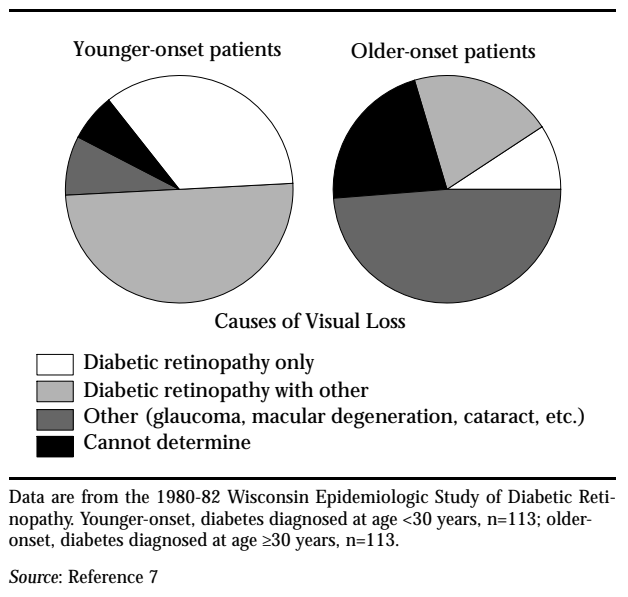 Younger-onset patients
Older-onset patients
Causes of Visual Loss
Diabetic retinopathy only
Diabetic retinopathy with other
Other (glaucoma, macular degeneration, cataract, etc.)
Cannot determine
Data are from the 1980-82 Wisconsin Epidemiologic Study of Diabetic Reti-
nopathy. Younger-onset, diabetes diagnosed at age <30 years, n=113; older-
onset, diabetes diagnosed at age ≥30 years, n=113.
Source: Reference 7